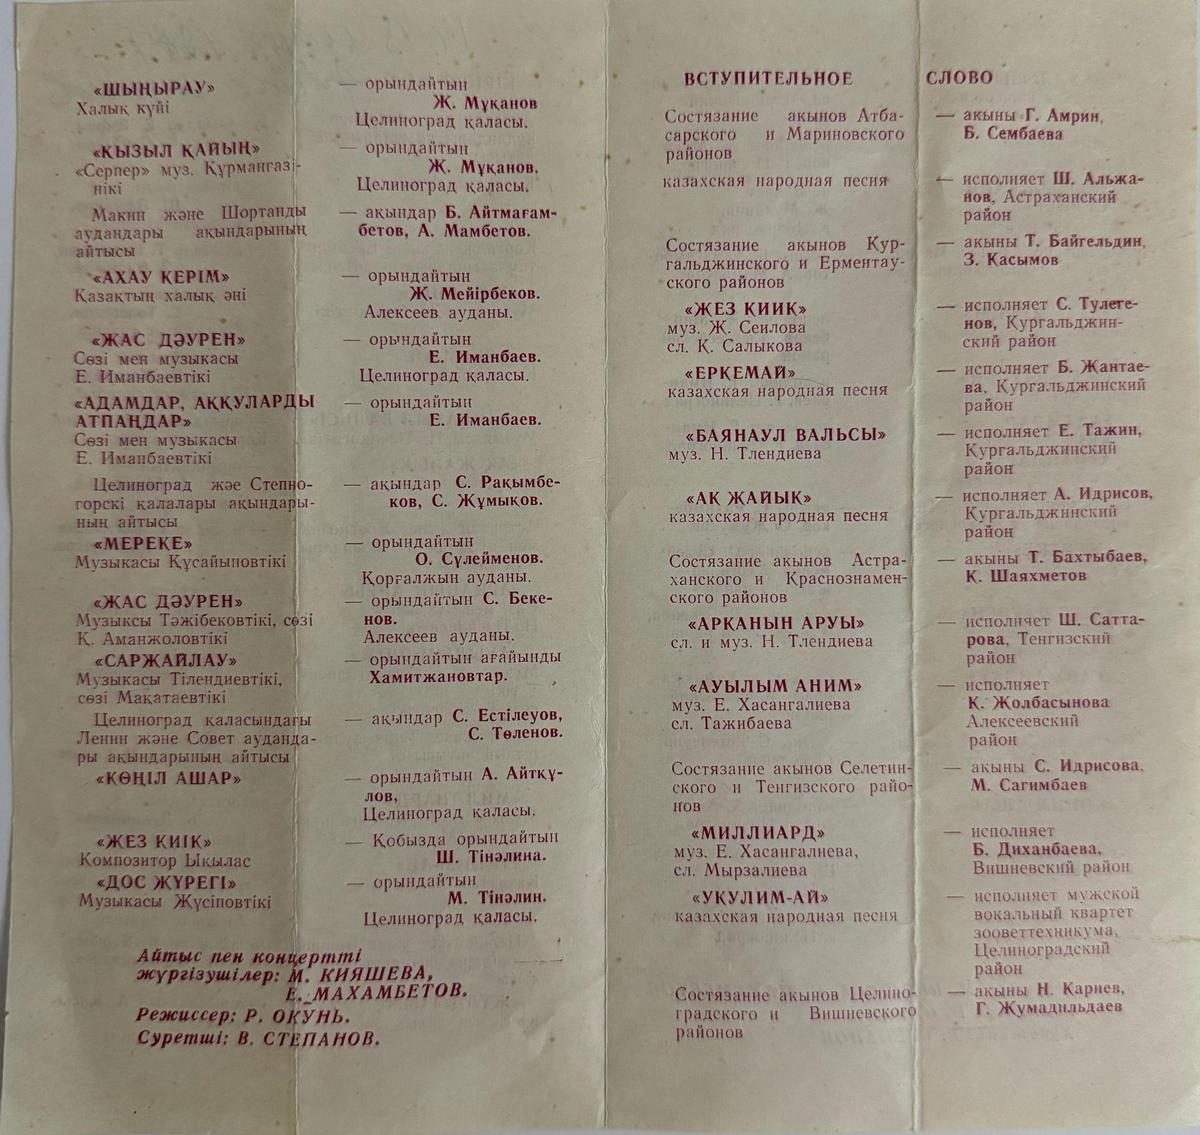 «ШЫҢЫРАУ»
Халық күйі
— орындайтын
Ж. Мұқанов
Целиноград қаласы.
«ҚЫЗЫЛ ҚАЙЫҢ»
«Серпер» муз. Құрмангазі-
нікі
— орындайтын
Ж. Мұқанов.
Целиноград қаласы.
Макин және Шортанды
аудандары ақындарының
айтысы
— ақындар Б. Айтмағам-
бетов, А. Мамбетов.
«АХАУ КЕРІМ»
Қазақтың халық әні
— орындайтын
Ж. Мейірбеков.
Алексеев ауданы.
«ЖАС ДӘУРЕН»
Сөзі мен музыкасы
Е. Иманбаевтікі
— орындайтын
Е. Иманбаев.
Целиноград қаласы.
«АДАМДАР, АҚҚУЛАРДЫ
АТПАҢДАР»
Сөзі мен музыкасы
Е. Иманбаевтікі
— орындайтын
Е. Иманбаев.
Целиноград жәе Степно-
горскі қалалары ақындары-
ның айтысы
— ақындар С. Рақымбе-
ков, С. Жұмықов.
«МЕРЕКЕ»
Музыкасы Құсайыновтікі
— орындайтын
О. Сүлейменов.
Қорғалжын ауданы.
«ЖАС ДӘУРЕН»
Музыксы Тәжібековтікі, сөзі
Қ. Аманжоловтікі
— орындайтын С. Беке-
нов.
Алексеев ауданы.
«САРЖАЙЛАУ»
Музыкасы Тілендиевтікі,
сөзі Мақатаевтікі
— орындайтын ағайынды
Хамитжановтар.
Целиноград қаласындағы
Ленин және Совет ауданда-
ры ақындарының айтысы
— ақындар С. Естілеуов,
С. Төленов.
«КӨҢІЛ АШАР»
— орындайтын А. Айтқұ-
лов,
Целиноград қаласы.
«ЖЕЗ КИІК»
Композитор Ықылас
— Қобызда орындайтын
Ш. Тінәлина.
«ДОС ЖҮРЕГІ»
Музыкасы Жүсіповтікі
— орындайтын
М. Тінәлин.
Целиноград қаласы.
Айтыс пен концертті
жүргізушілер: М. КИЯШЕВА,
Е. МАХАМБЕТОВ.
Режиссер: Р. ОКУНЬ.
Суретші: В. СТЕПАНОВ.
ВСТУПИТЕЛЬНОЕ СЛОВО
Состязание акынов Атба-
сарского и Мариновского
районов
— акыны Г. Амрин,
Б. Сембаева
казахская народная песня
— исполняет Ш. Альжа-
нов, Астраханский
район
Состязание акынов Кур-
гальджинского и Ерментау-
ского районов
— акыны Т. Байгельдин,
З. Касымов
«ЖЕЗ КИИК»
муз. Ж. Сеилова
сл. Қ. Салыкова
— исполняет С. Тулеге-
нов, Кургальджин-
ский район
«ЕРКЕМАЙ»
казахская народная песня
— исполняет Б. Жантае-
ва, Кургальджинский
район
«БАЯНАУЛ ВАЛЬСЫ»
муз. Н. Тлендиева
— исполняет Е. Тажин,
Кургальджинский
район
«АК ЖАЙЫК»
казахская народная песня
— исполняет А. Идрисов,
Кургальджинский
район
Состязание акынов Астра-
ханского и Краснознамен-
ского районов
— акыны Т. Бахтыбаев,
К. Шаяхметов
«АРҚАНЫН АРУЫ»
сл. и муз. Н. Тлендиева
— исполняет Ш. Сатта-
рова, Тенгизский
район
«АУЫЛЫМ АНИМ»
муз. Е. Хасангалиева
сл. Тажибаева
— исполняет
К. Жолбасынова
Алексеевский
район
Состязание акынов Селетин-
ского и Тенгизского райо-
нов
— акыны С. Идрисова,
М. Сагимбаев
«МИЛЛИАРД»
муз. Е. Хасангалиева,
сл. Мырзалиева
— исполняет
Б. Диханбаева,
Вишневский район
«УКУЛИМ-АЙ»
казахская народная песня
— исполняет мужской
вокальный квартет
зооветтехникума,
Целиноградский
район
Состязание акынов Целино-
градского и Вишневского
районов
— акыны Н. Кариев,
Г. Жумадильдаев